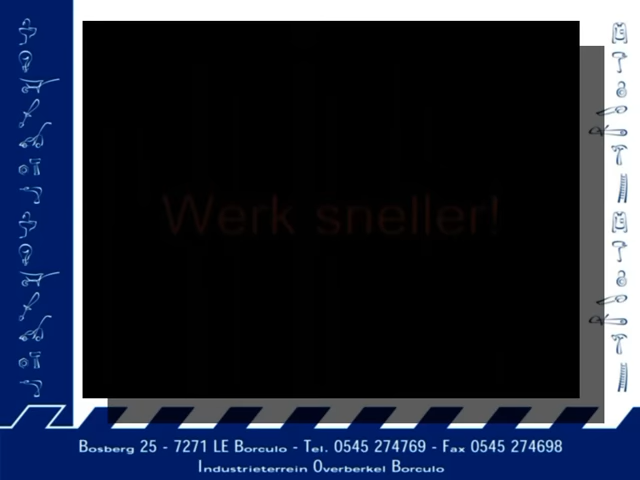 Werk sneller!
Bosberg 25 - 7271 LE Borculo - Tel. 0545 274769 - Fax 0545 274698
Industrieterrein Overberkel Borculo